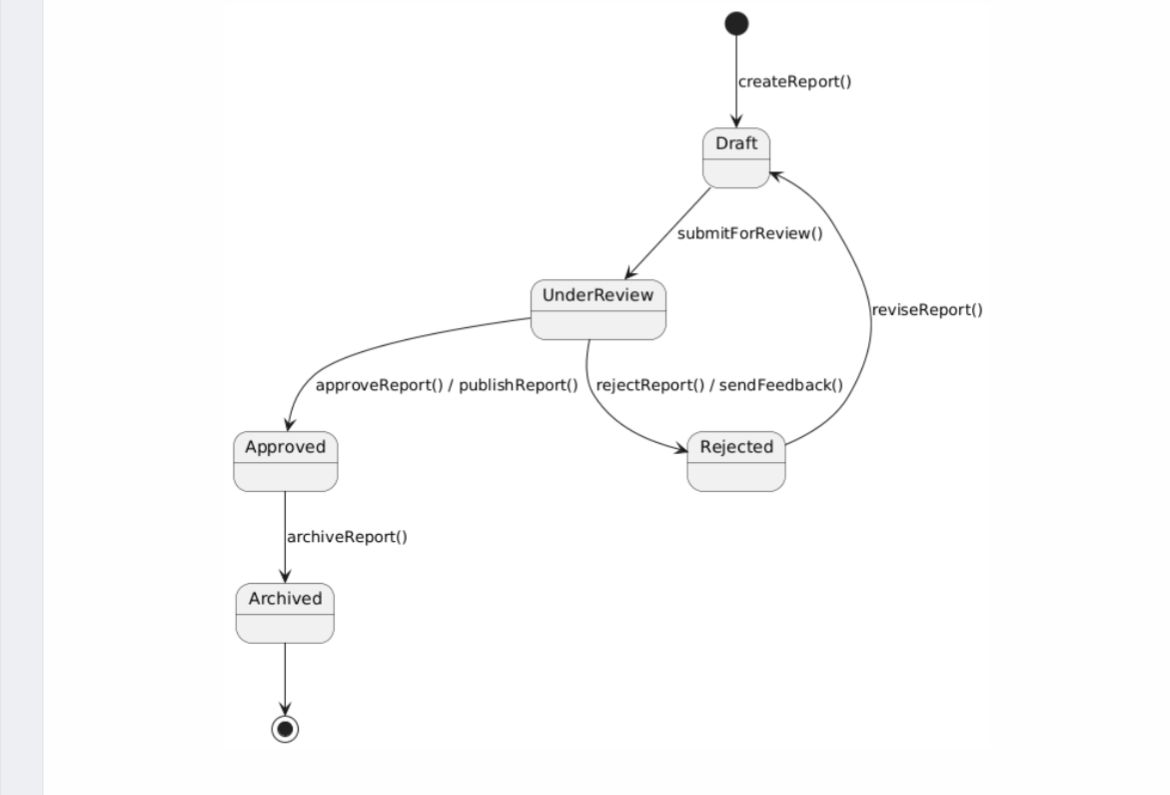 createReport()
Draft
submitForReview()
UnderReview
reviseReport()
approveReport() / publishReport()
rejectReport() / sendFeedback()
Approved
Rejected
archiveReport()
Archived